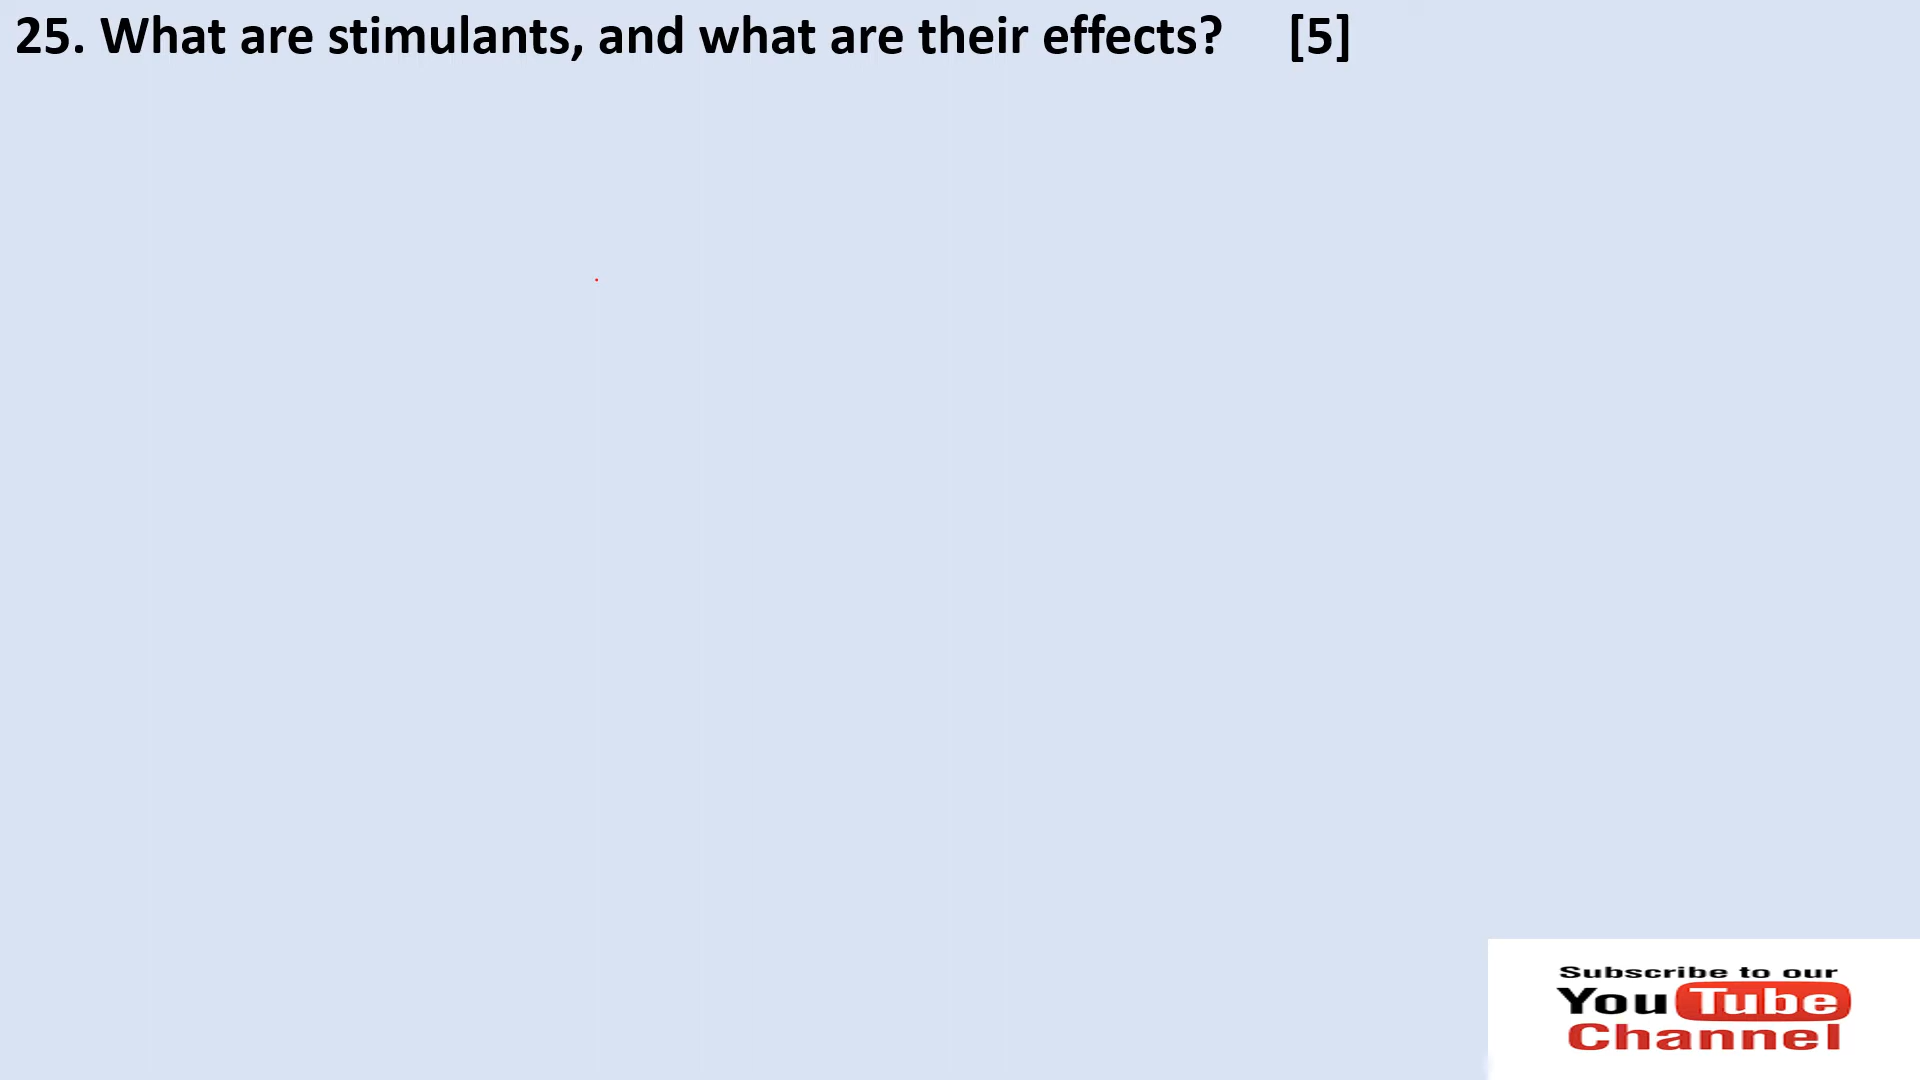 25. What are stimulants, and what are their effects? [5]
Subscribe to our
YouTube
Channel